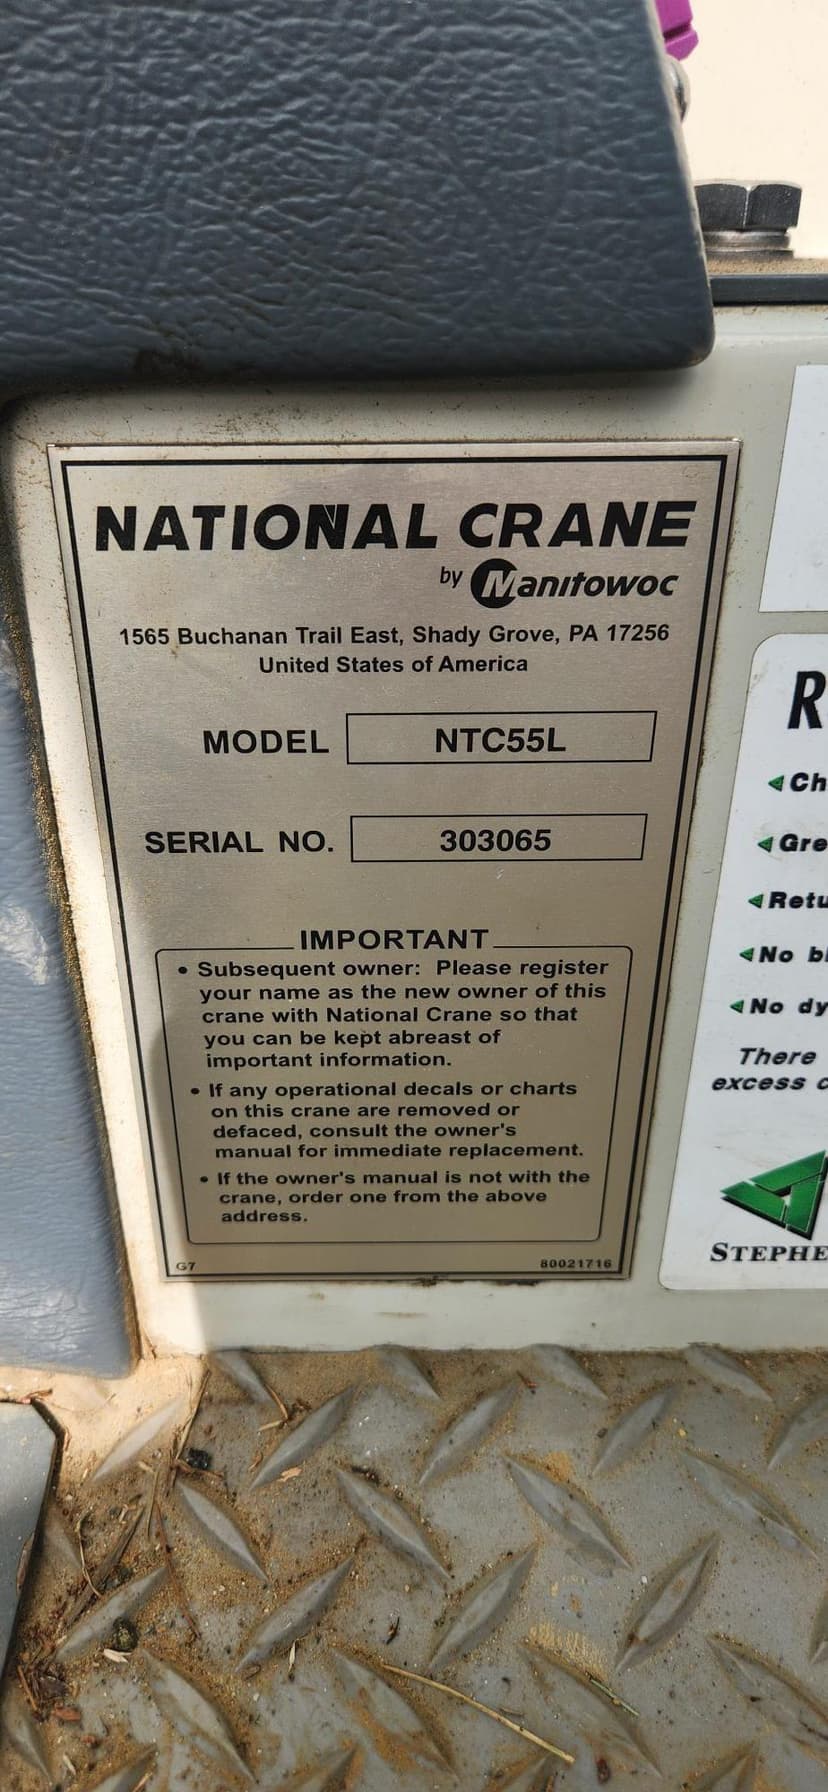 NATIONAL CRANE
by Manitowoc
1565 Buchanan Trail East, Shady Grove, PA 17256
United States of America
MODEL NTC55L
SERIAL NO. 303065
IMPORTANT
• Subsequent owner: Please register
your name as the new owner of this
crane with National Crane so that
you can be kept abreast of
important information.
• If any operational decals or charts
on this crane are removed or
defaced, consult the owner's
manual for immediate replacement.
• If the owner's manual is not with the
crane, order one from the above
address.
G7 80021716
No
No
There
excess